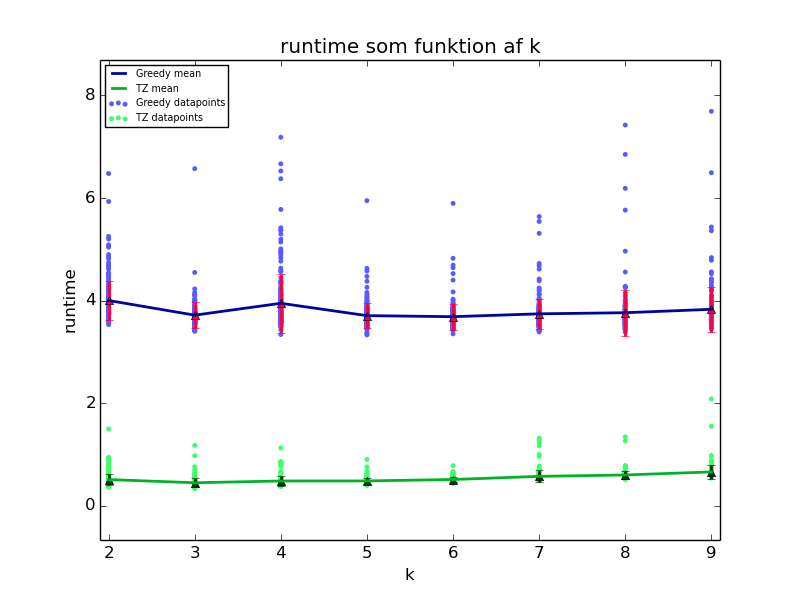 runtime som funktion af k
Greedy mean
TZ mean
Greedy datapoints
TZ datapoints
8
6
4
2
0
runtime
2 3 4 5 6 7 8 9
k